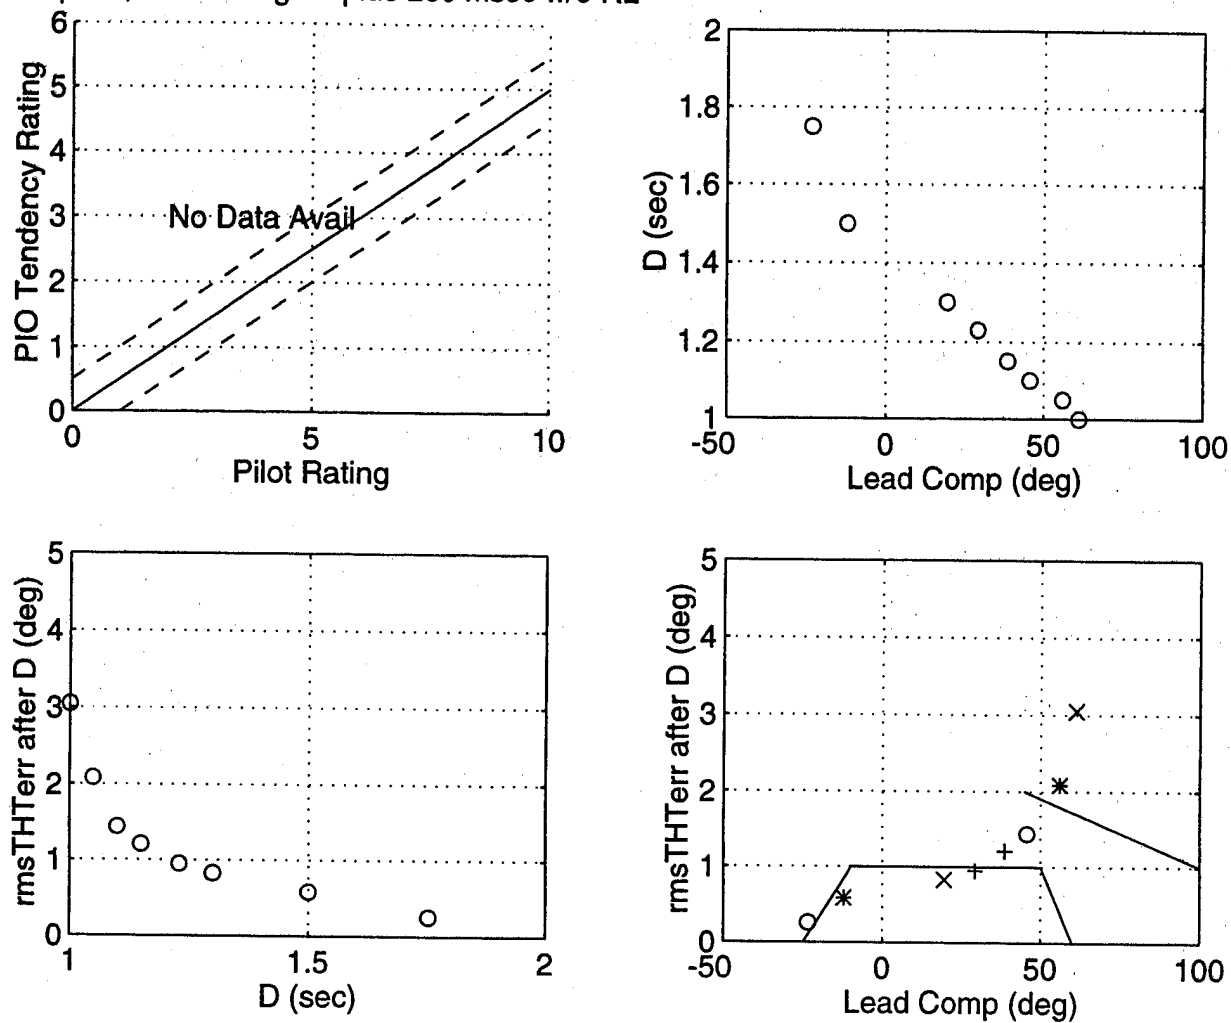 6
5
4
3
2
1
0
PIO Tendency Rating
No Data Avail
0 5 10
Pilot Rating
2
1.8
1.6
1.4
1.2
1
D (sec)
-50 0 50 100
Lead Comp (deg)
5
4
3
2
1
0
rmsTHTerr after D (deg)
1 1.5 2
D (sec)
5
4
3
2
1
0
rmsTHTerr after D (deg)
-50 0 50 100
Lead Comp (deg)